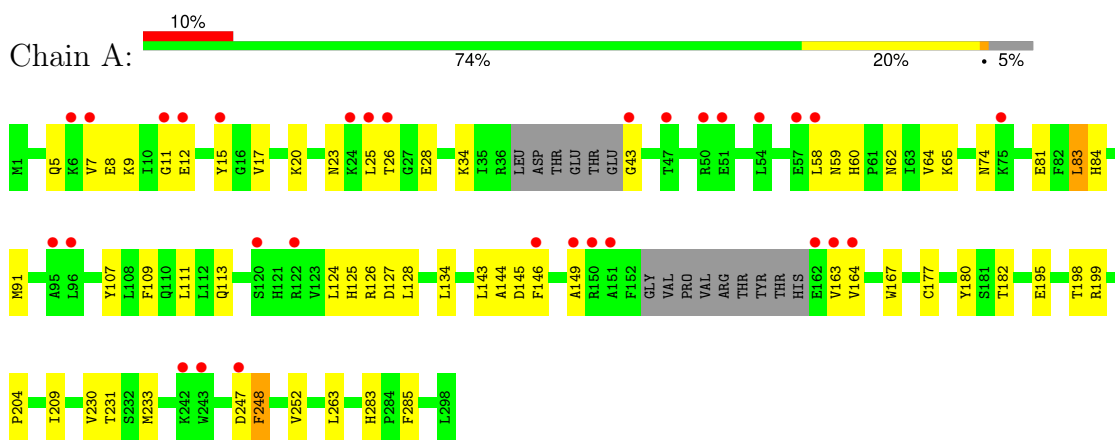 10%
Chain A:
74% 20% • 5%
M1 Q5 K6 V7 E8 K9 I10 G11 E12 Y15 G16 V17 K20 N23 K24 L25 T26 G27 E28 K34 I35 R36 LEU ASP THR GLU THR GLU G43 T47 R50 E51 L54 E57 L58 N59 H60 P61 N62 I63 V64 K65 N74 K75 E81 F82 L83 H84
M91 A95 L96 Y107 L108 F109 Q110 L111 L112 Q113 S120 H121 R122 V123 L124 H125 R126 D127 L128 L134 L143 A144 D145 F146 A149 R150 A151 F152 GLY VAL PRO VAL ARG THR TYR THR HIS E162 V163 V164 W167 C177 Y180 S181 T182 E195 T198 R199
P204 I209 V230 T231 S232 M233 K242 W243 D247 F248 V252 L263 H283 P284 F285 L298